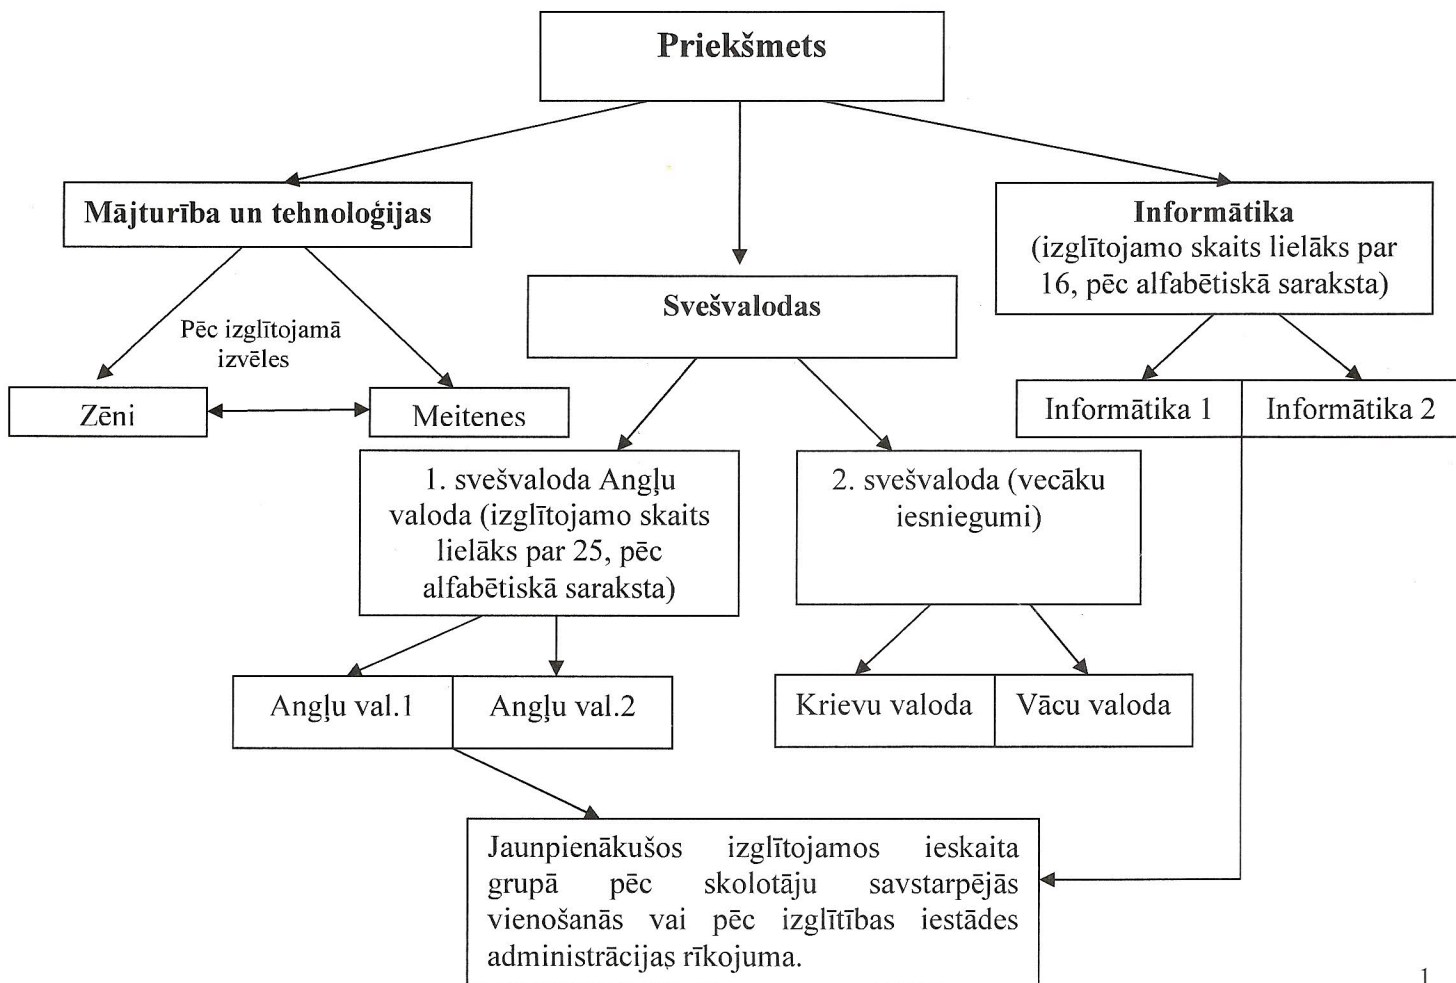 Priekšmets
Mājturība un tehnoloģijas
Informātika
(izglītojamo skaits lielāks par
16, pēc alfabētiskā saraksta)
Svešvalodas
Pēc izglītojamā
izvēles
Zēni
Meitenes
Informātika 1
Informātika 2
1. svešvaloda Angļu
valoda (izglītojamo skaits
lielāks par 25, pēc
alfabētiskā saraksta)
2. svešvaloda (vecāku
iesniegumi)
Angļu val.1
Angļu val.2
Krievu valoda
Vācu valoda
Jaunpienākušos izglītojamos ieskaita
grupā pēc skolotāju savstarpējās
vienošanās vai pēc izglītības iestādes
administrācijas rīkojuma.
1